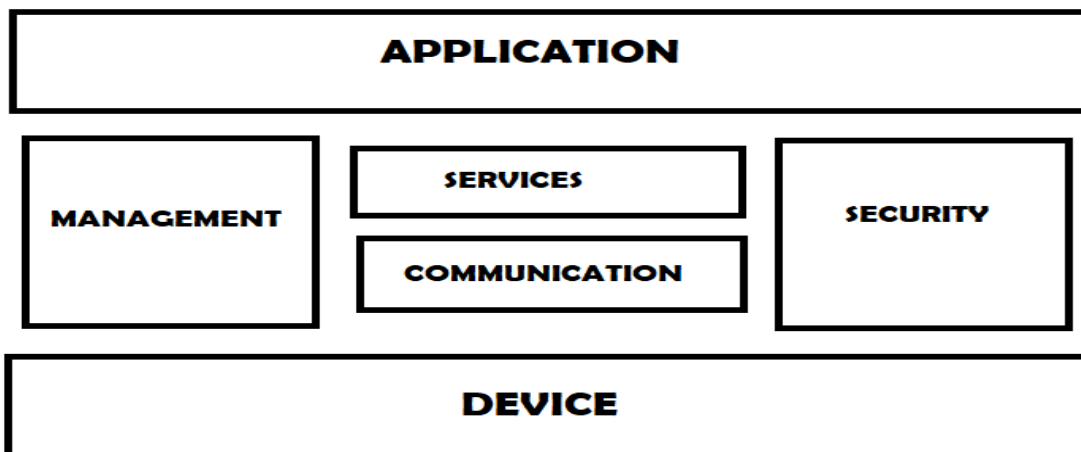 APPLICATION
MANAGEMENT
SERVICES
COMMUNICATION
SECURITY
DEVICE